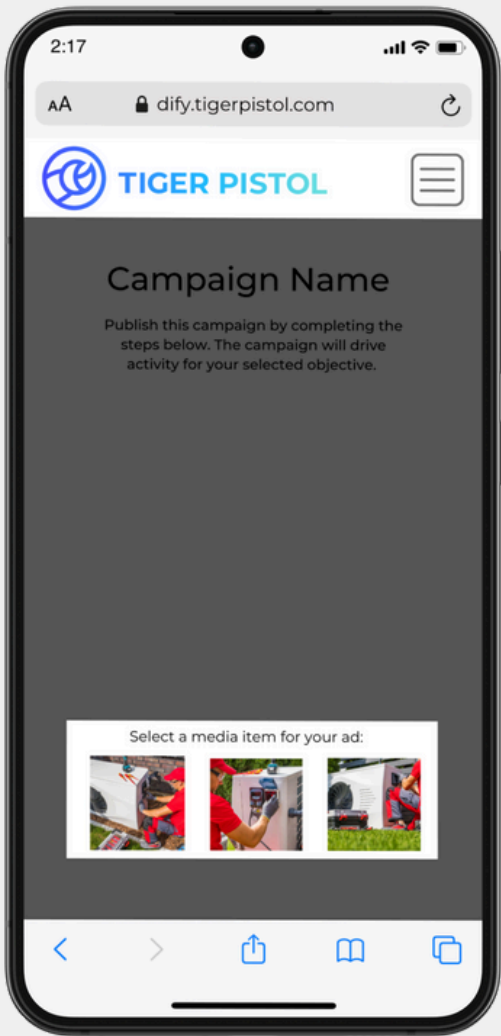 2:17
AA dify.tigerpistol.com
TIGER PISTOL
Campaign Name
Publish this campaign by completing the
steps below. The campaign will drive
activity for your selected objective.
Select a media item for your ad: